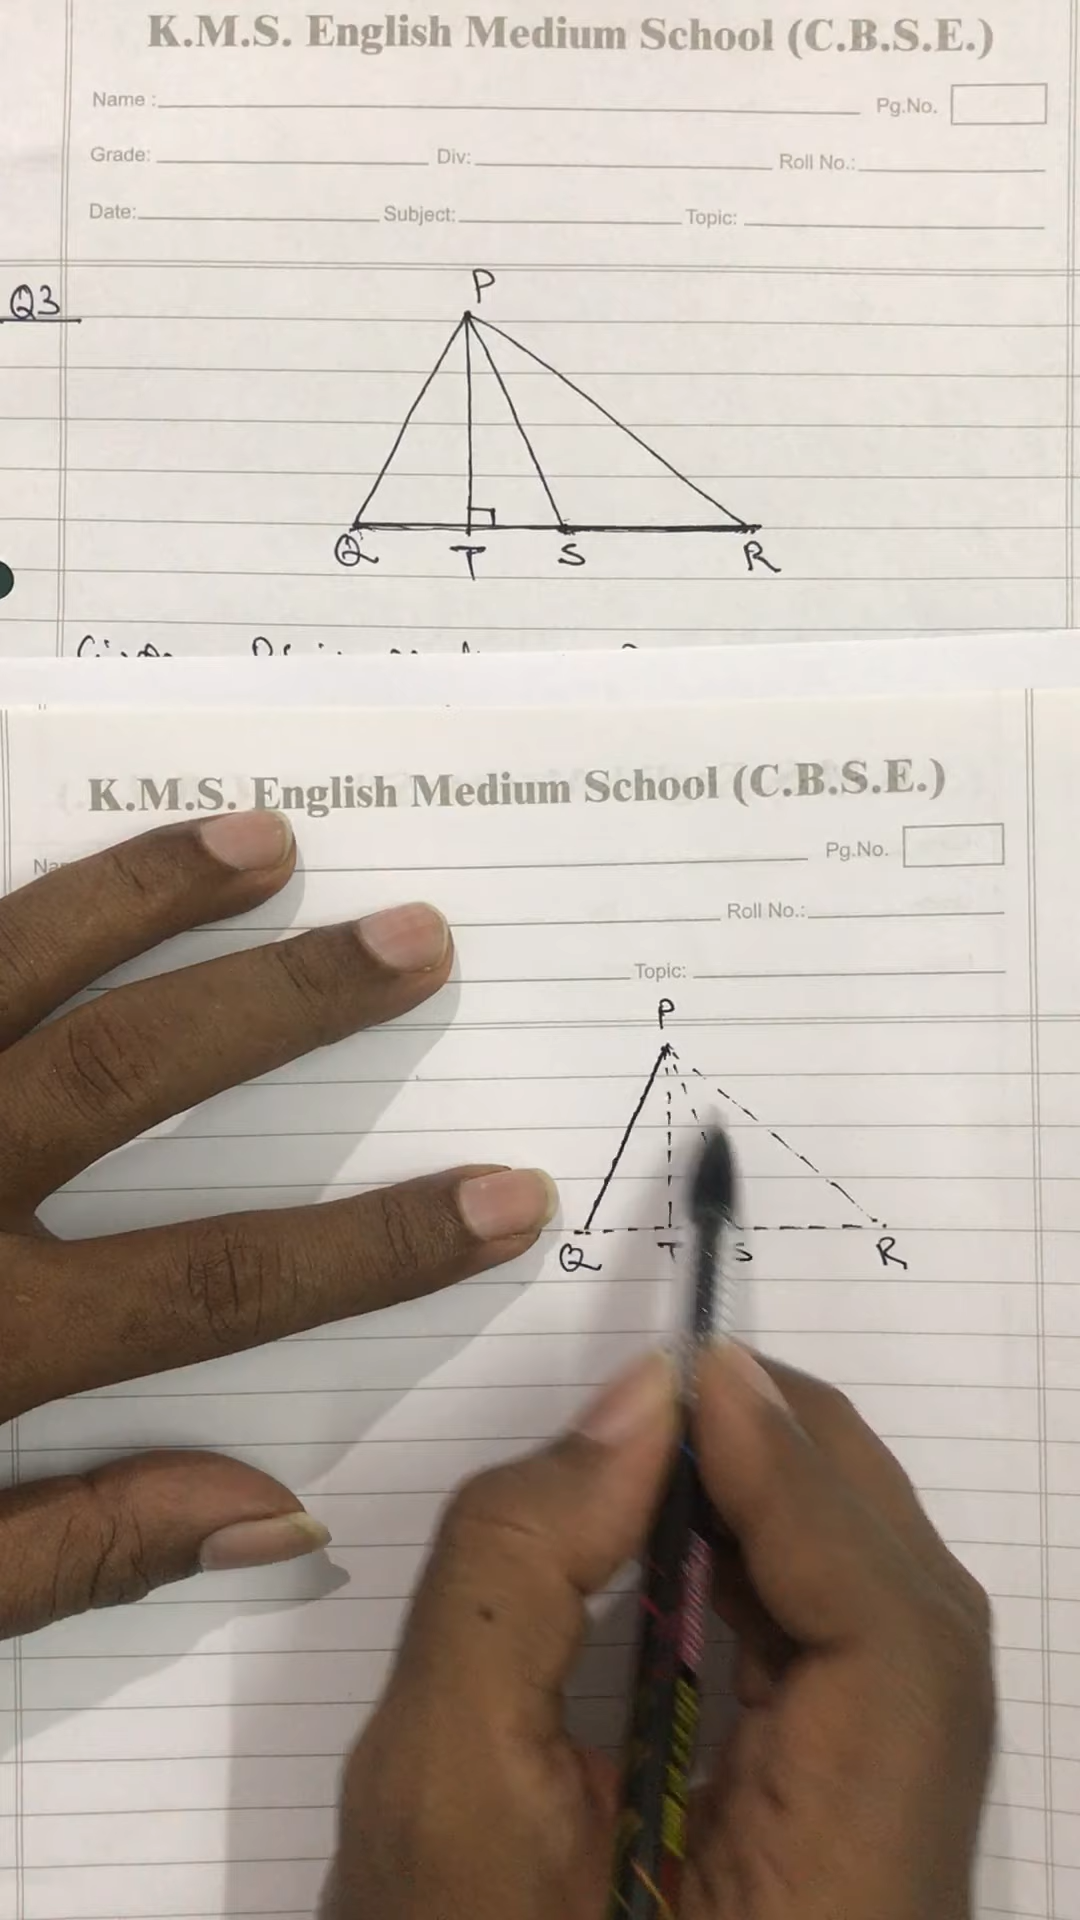 K.M.S. English Medium School (C.B.S.E.)
Name : Pg.No.
Grade: Div: Roll No.:
Date: Subject: Topic:
Q3
P
Q T S R
K.M.S. English Medium School (C.B.S.E.)
Pg.No.
Roll No.:
Topic:
P
Q T S R